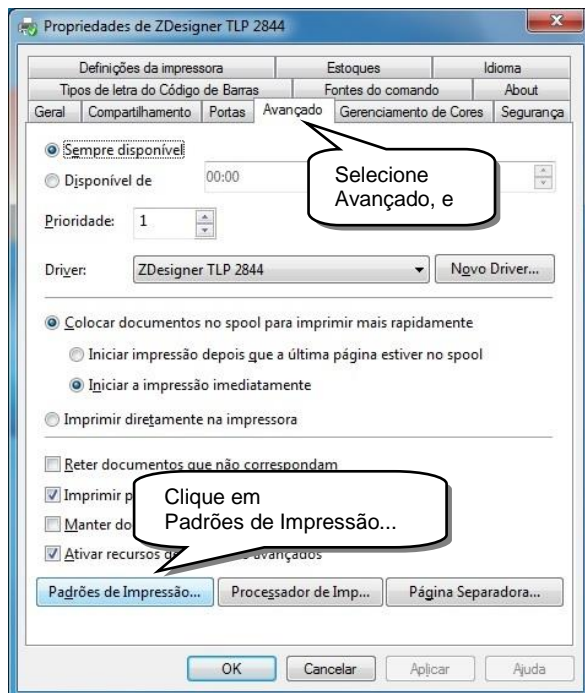 Propriedades de ZDesigner TLP 2844
Definições da impressora Estoques Idioma
Tipos de letra do Código de Barras Fontes do comando About
Geral Compartilhamento Portas Avançado Gerenciamento de Cores Segurança
Sempre disponível
Disponível de 00:00
Selecione
Avançado, e
Prioridade: 1
Driver: ZDesigner TLP 2844 Novo Driver...
Colocar documentos no spool para imprimir mais rapidamente
Iniciar impressão depois que a última página estiver no spool
Iniciar a impressão imediatamente
Imprimir diretamente na impressora
Reter documentos que não correspondam
Imprimir
Manter
Clique em
Padrões de Impressão...
Ativar recursos avançados
Padrões de Impressão... Processador de Imp... Página Separadora...
OK Cancelar Aplicar Ajuda